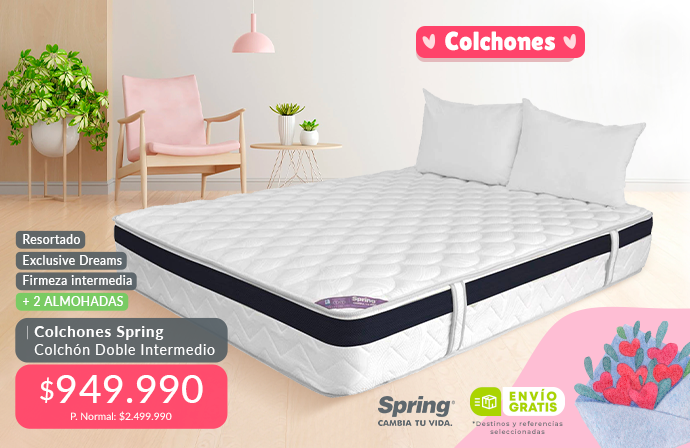 Colchones
Resortado
Exclusive Dreams
Firmeza intermedia
+ 2 ALMOHADAS
Colchones Spring
Colchón Doble Intermedio
$949.990
P. Normal: $2.499.990
Spring
Spring®
CAMBIA TU VIDA.
ENVÍO
GRATIS
*Destinos y referencias
seleccionadas